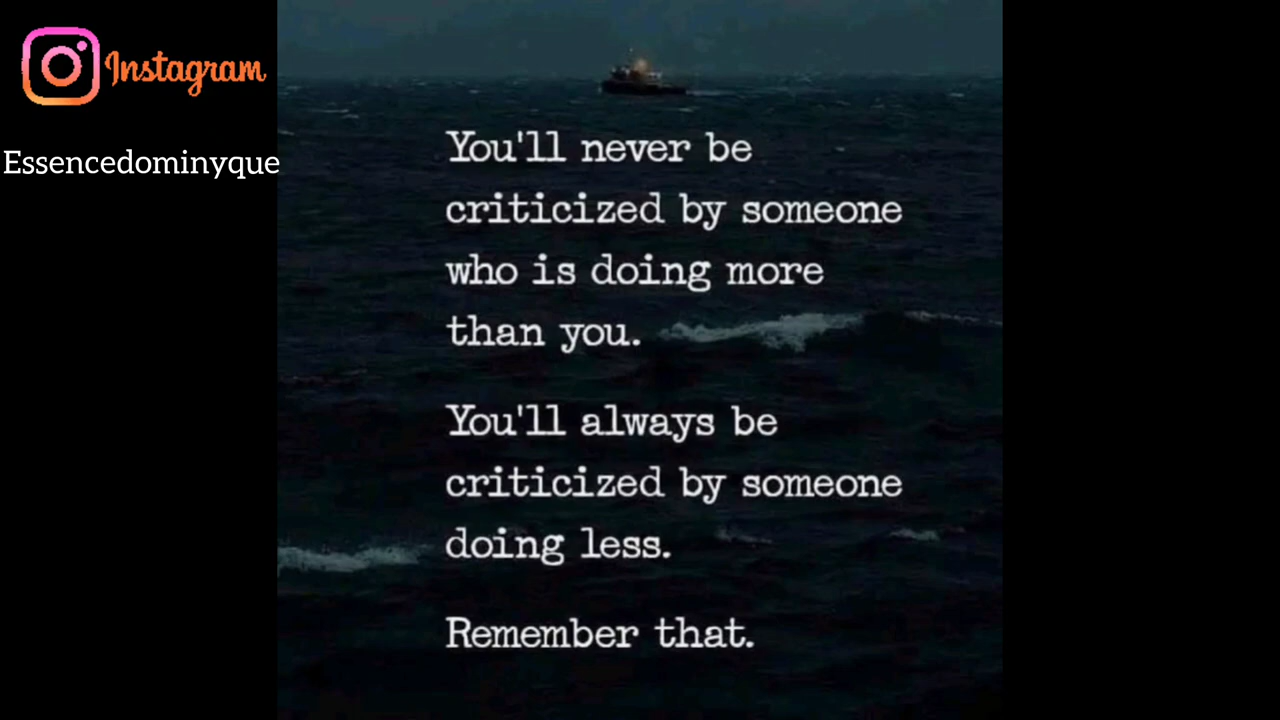 Instagram
Essencedominyque
You'll never be
criticized by someone
who is doing more
than you.
You'll always be
criticized by someone
doing less.
Remember that.